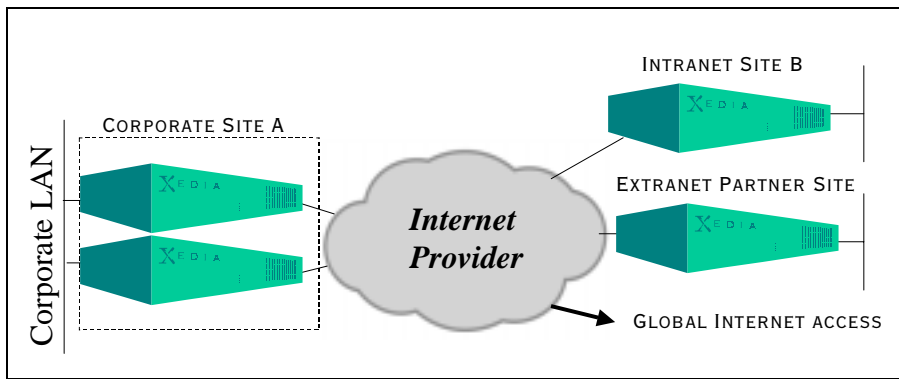 INTRANET SITE B
XEDIA
CORPORATE SITE A
Corporate LAN
XEDIA
XEDIA
Internet
Provider
EXTRANET PARTNER SITE
XEDIA
GLOBAL INTERNET ACCESS